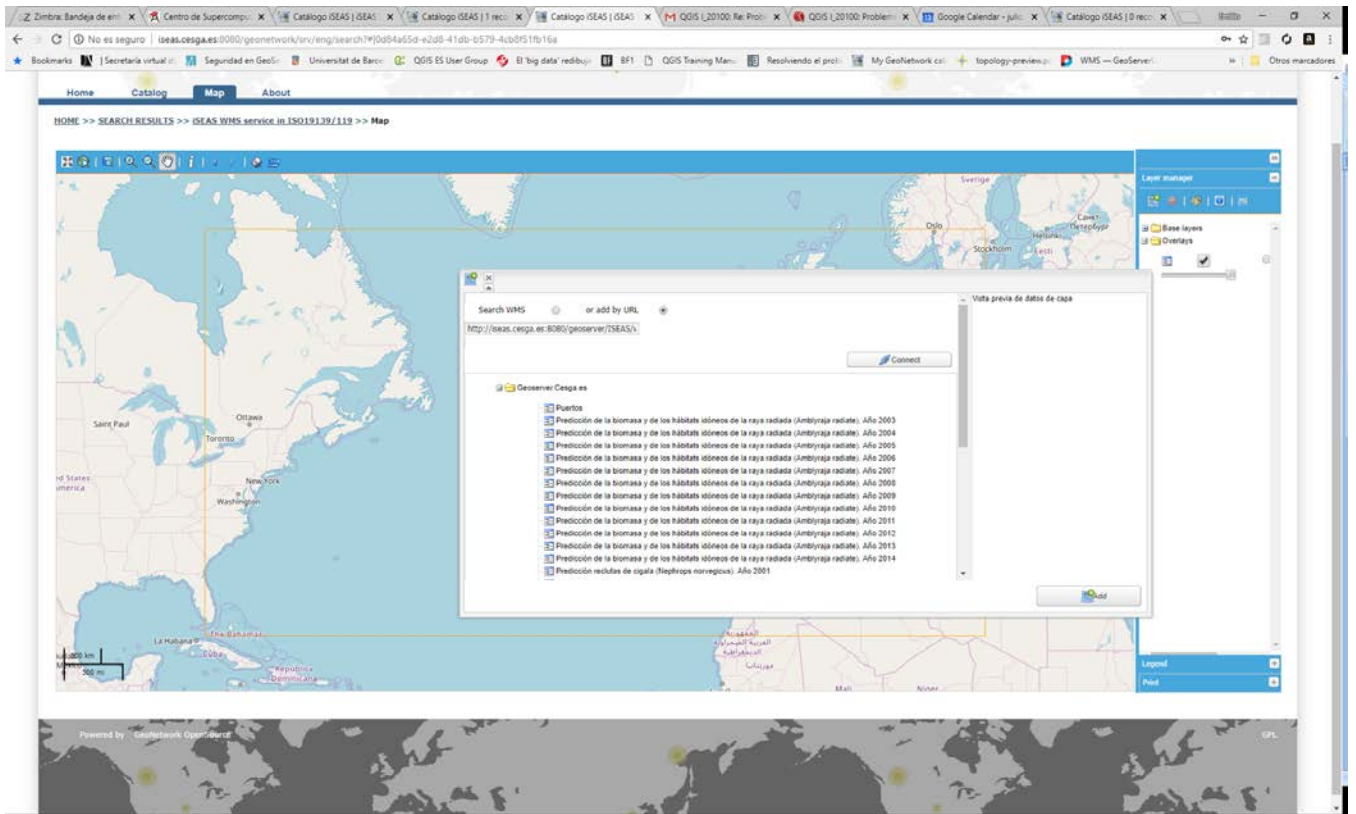 Zimbra: Bandeja de ent
Centro de Supercompu
Catálogo iSEAS | iSEAS
Catálogo iSEAS | 1 reco
Catálogo iSEAS | iSEAS
QGIS I_20100: Re: Prob
QGIS I_20100: Problem
Google Calendar - julio
Catálogo iSEAS | 0 reco
No es seguro | iseas.cesga.es:8080/geonetwork/srv/eng/search?#|0d84a65d-e2d8-41db-b579-4cb8f51fb16a
Bookmarks
| Secretaría virtual d
Seguridad en GeoSe
Universitat de Barce
QGIS ES User Group
El 'big data' redibuja
BF1
QGIS Training Manu
Resolviendo el prob
My GeoNetwork cat
topology-preview.p
WMS — GeoServer
Otros marcadores
Home Catalog Map About
HOME >> SEARCH RESULTS >> iSEAS WMS service in ISO19139/119 >> Map
Layer manager
Base layers
Overlays
Sverige
Oslo
Stockholm
Helsinki
Eesti
Санкт-
Петербург
Search WMS or add by URL
http://iseas.cesga.es:8080/geoserver/ISEAS/
Vista previa de datos de capa
Connect
Geoserver Cesga es
Puertos
Predicción de la biomasa y de los hábitats idóneos de la raya radiada (Amblyraja radiate). Año 2003
Predicción de la biomasa y de los hábitats idóneos de la raya radiada (Amblyraja radiate). Año 2004
Predicción de la biomasa y de los hábitats idóneos de la raya radiada (Amblyraja radiate). Año 2005
Predicción de la biomasa y de los hábitats idóneos de la raya radiada (Amblyraja radiate). Año 2006
Predicción de la biomasa y de los hábitats idóneos de la raya radiada (Amblyraja radiate). Año 2007
Predicción de la biomasa y de los hábitats idóneos de la raya radiada (Amblyraja radiate). Año 2008
Predicción de la biomasa y de los hábitats idóneos de la raya radiada (Amblyraja radiate). Año 2009
Predicción de la biomasa y de los hábitats idóneos de la raya radiada (Amblyraja radiate). Año 2010
Predicción de la biomasa y de los hábitats idóneos de la raya radiada (Amblyraja radiate). Año 2011
Predicción de la biomasa y de los hábitats idóneos de la raya radiada (Amblyraja radiate). Año 2012
Predicción de la biomasa y de los hábitats idóneos de la raya radiada (Amblyraja radiate). Año 2013
Predicción de la biomasa y de los hábitats idóneos de la raya radiada (Amblyraja radiate). Año 2014
Predicción reclutas de cigala (Nephrops norvegicus). Año 2001
Add
Saint Paul
Ottawa
Toronto
New York
Washington
La Habana
The Bahamas
Cuba
República
Dominicana
500 mi
موريتانيا
Mali
Niger
Legend
Print
Powered by GeoNetwork OpenSource
GPL